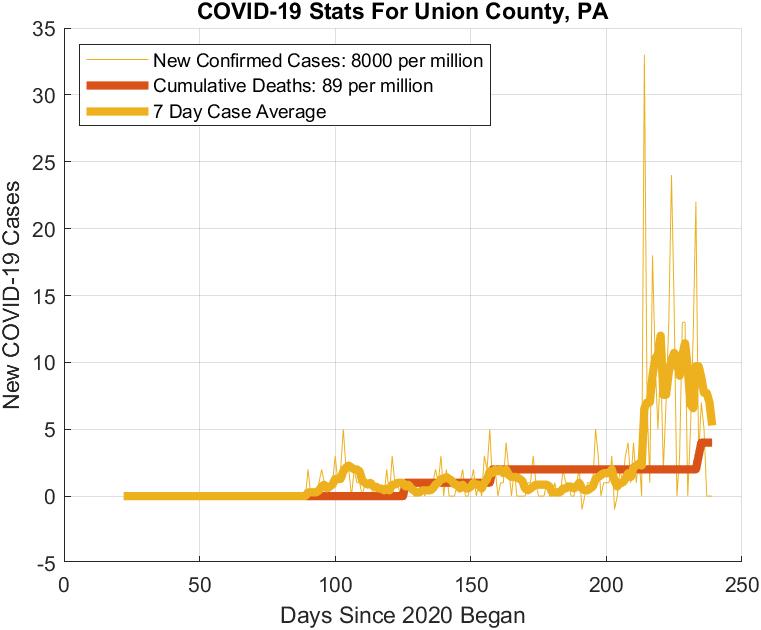 COVID-19 Stats For Union County, PA
New Confirmed Cases: 8000 per million
Cumulative Deaths: 89 per million
7 Day Case Average
New COVID-19 Cases
35
30
25
20
15
10
5
0
-5
0 50 100 150 200 250
Days Since 2020 Began